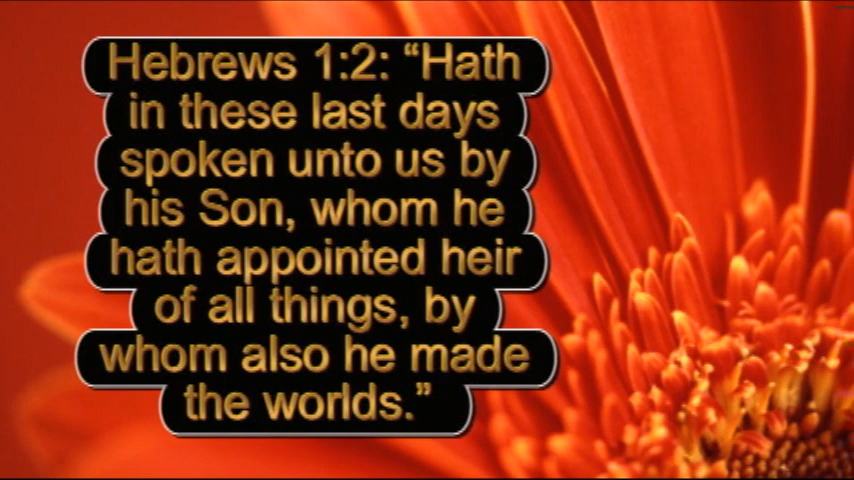 Hebrews 1:2: “Hath
in these last days
spoken unto us by
his Son, whom he
hath appointed heir
of all things, by
whom also he made
the worlds.”